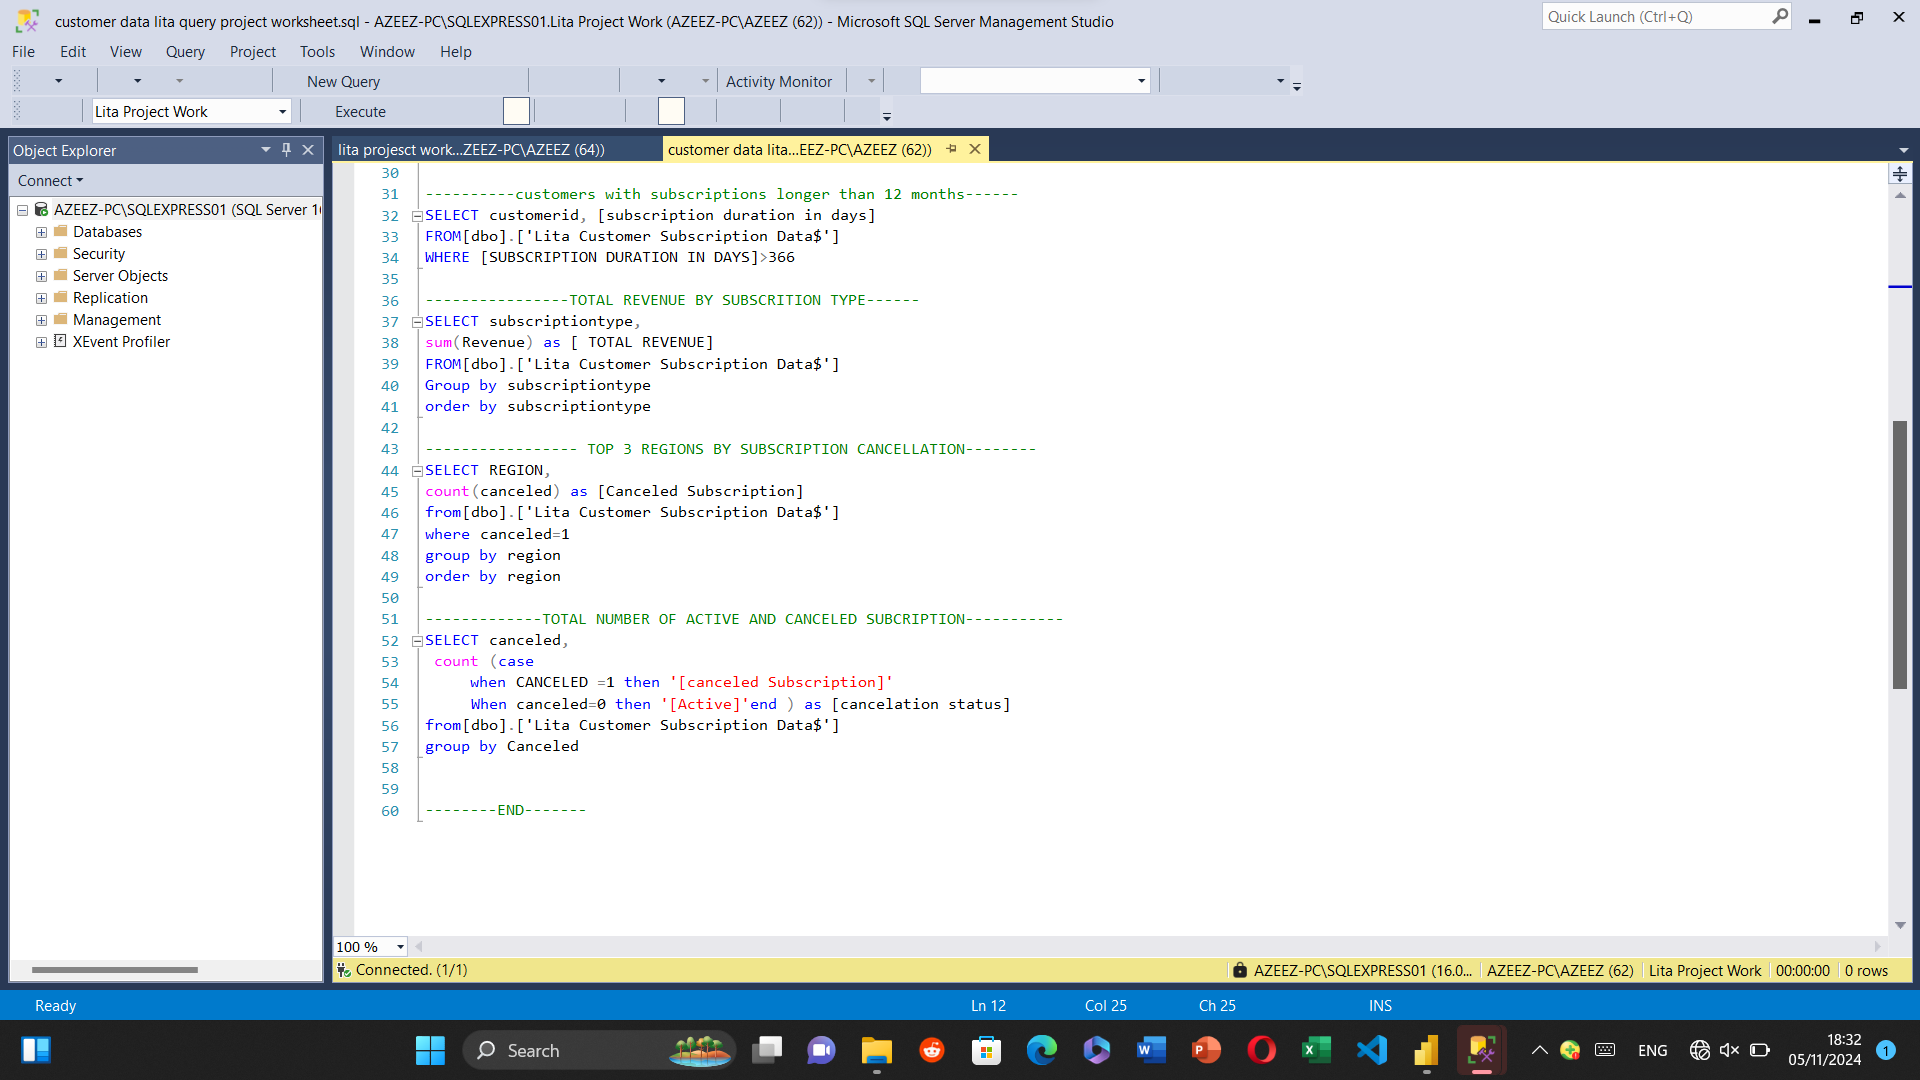 customer data lita query project worksheet.sql - AZEEZ-PC\SQLEXPRESS01.Lita Project Work (AZEEZ-PC\AZEEZ (62)) - Microsoft SQL Server Management Studio
Quick Launch (Ctrl+Q)
File Edit View Query Project Tools Window Help
New Query Activity Monitor
Lita Project Work Execute
Object Explorer
lita projesct work...ZEEZ-PC\AZEEZ (64)) customer data lita...EEZ-PC\AZEEZ (62))
Connect
AZEEZ-PC\SQLEXPRESS01 (SQL Server 1
Databases
Security
Server Objects
Replication
Management
XEvent Profiler
30
31 ----------customers with subscriptions longer than 12 months------
32 SELECT customerid, [subscription duration in days]
33 FROM[dbo].['Lita Customer Subscription Data$']
34 WHERE [SUBSCRIPTION DURATION IN DAYS]>366
35
36 ----------------TOTAL REVENUE BY SUBSCRITION TYPE------
37 SELECT subscriptiontype,
38 sum(Revenue) as [ TOTAL REVENUE]
39 FROM[dbo].['Lita Customer Subscription Data$']
40 Group by subscriptiontype
41 order by subscriptiontype
42
43 ----------------- TOP 3 REGIONS BY SUBSCRIPTION CANCELLATION--------
44 SELECT REGION,
45 count(canceled) as [Canceled Subscription]
46 from[dbo].['Lita Customer Subscription Data$']
47 where canceled=1
48 group by region
49 order by region
50
51 -------------TOTAL NUMBER OF ACTIVE AND CANCELED SUBCRIPTION-----------
52 SELECT canceled,
53 count (case
54 when CANCELED =1 then '[canceled Subscription]'
55 When canceled=0 then '[Active]'end ) as [cancelation status]
56 from[dbo].['Lita Customer Subscription Data$']
57 group by Canceled
58
59
60 --------END-------
100 %
Connected. (1/1) AZEEZ-PC\SQLEXPRESS01 (16.0... AZEEZ-PC\AZEEZ (62) Lita Project Work 00:00:00 0 rows
Ready Ln 12 Col 25 Ch 25 INS
Search ENG 18:32
05/11/2024 1